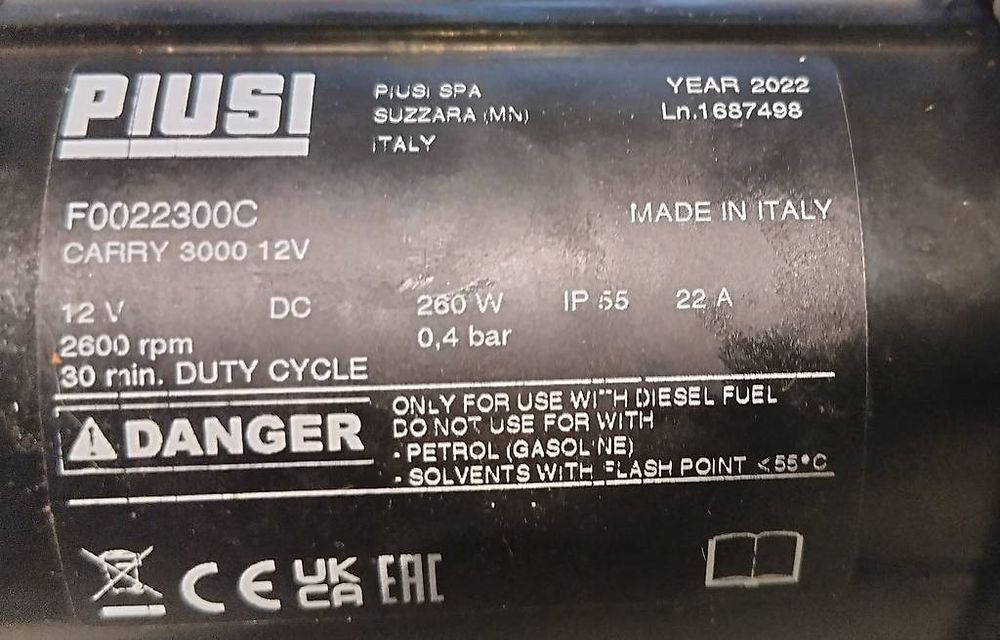 PIUSI
PIUSI SPA
SUZZARA (MN)
ITALY
YEAR 2022
Ln.1687498
F0022300C
MADE IN ITALY
CARRY 3000 12V
12 V DC 260 W IP 55 22 A
2600 rpm 0,4 bar
30 min. DUTY CYCLE
DANGER
ONLY FOR USE WITH DIESEL FUEL
DO NOT USE FOR WITH
- PETROL (GASOLINE)
- SOLVENTS WITH FLASH POINT <55°C
CE UKCA EAC